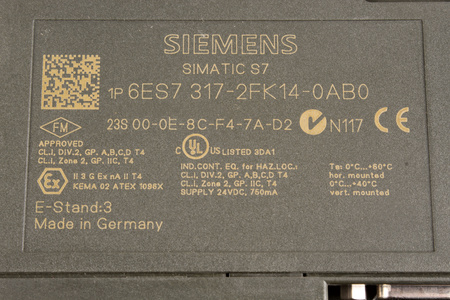 SIEMENS
SIMATIC S7
1P 6ES7 317-2FK14-0AB0
23S 00-0E-8C-F4-7A-D2 N117 CE
FM
APPROVED
CL.I, DIV.2, GP. A,B,C,D T4
CL.I, Zone 2, GP. IIC, T4
Ex II 3 G Ex nA II T4
KEMA 02 ATEX 1096X
C UL US LISTED 3DA1
IND.CONT. EQ. for HAZ.LOC.:
CL.I, DIV.2, GP. A,B,C,D T4
CL.I, Zone 2, GP. IIC T4
SUPPLY 24VDC, 750mA
Ta: 0°C...+60°C
hor. mounted
0°C...+40°C
vert. mounted
E-Stand:3
Made in Germany